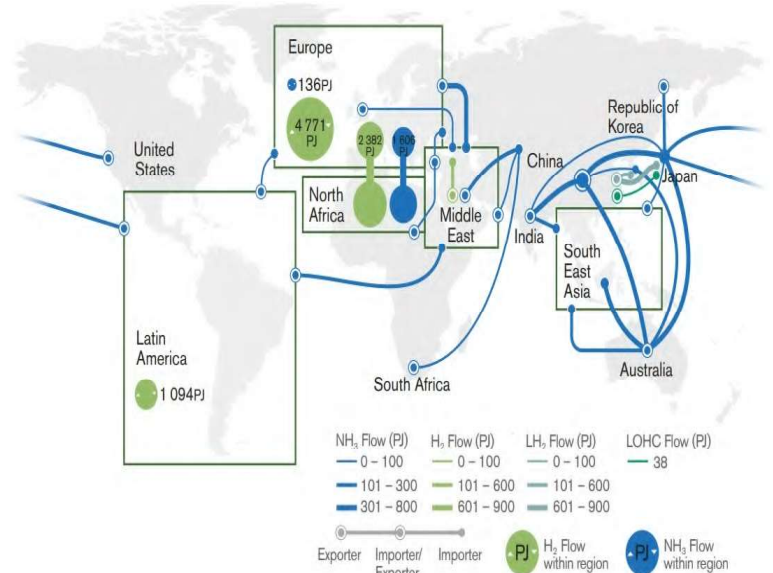 Europe
136PJ
4 771
PJ
2 382
PJ
1 606
PJ
United
States
North
Africa
Middle
East
China
India
Republic of
Korea
Japan
South
East
Asia
Latin
America
1 094PJ
South Africa
Australia
NH₃ Flow (PJ)
0 – 100
101 – 300
301 – 800
H₂ Flow (PJ)
0 – 100
101 – 600
601 – 900
LH₂ Flow (PJ)
0 – 100
101 – 600
601 – 900
LOHC Flow (PJ)
38
Exporter
Importer/
Exporter
Importer
PJ
H₂ Flow
within region
PJ
NH₃ Flow
within region